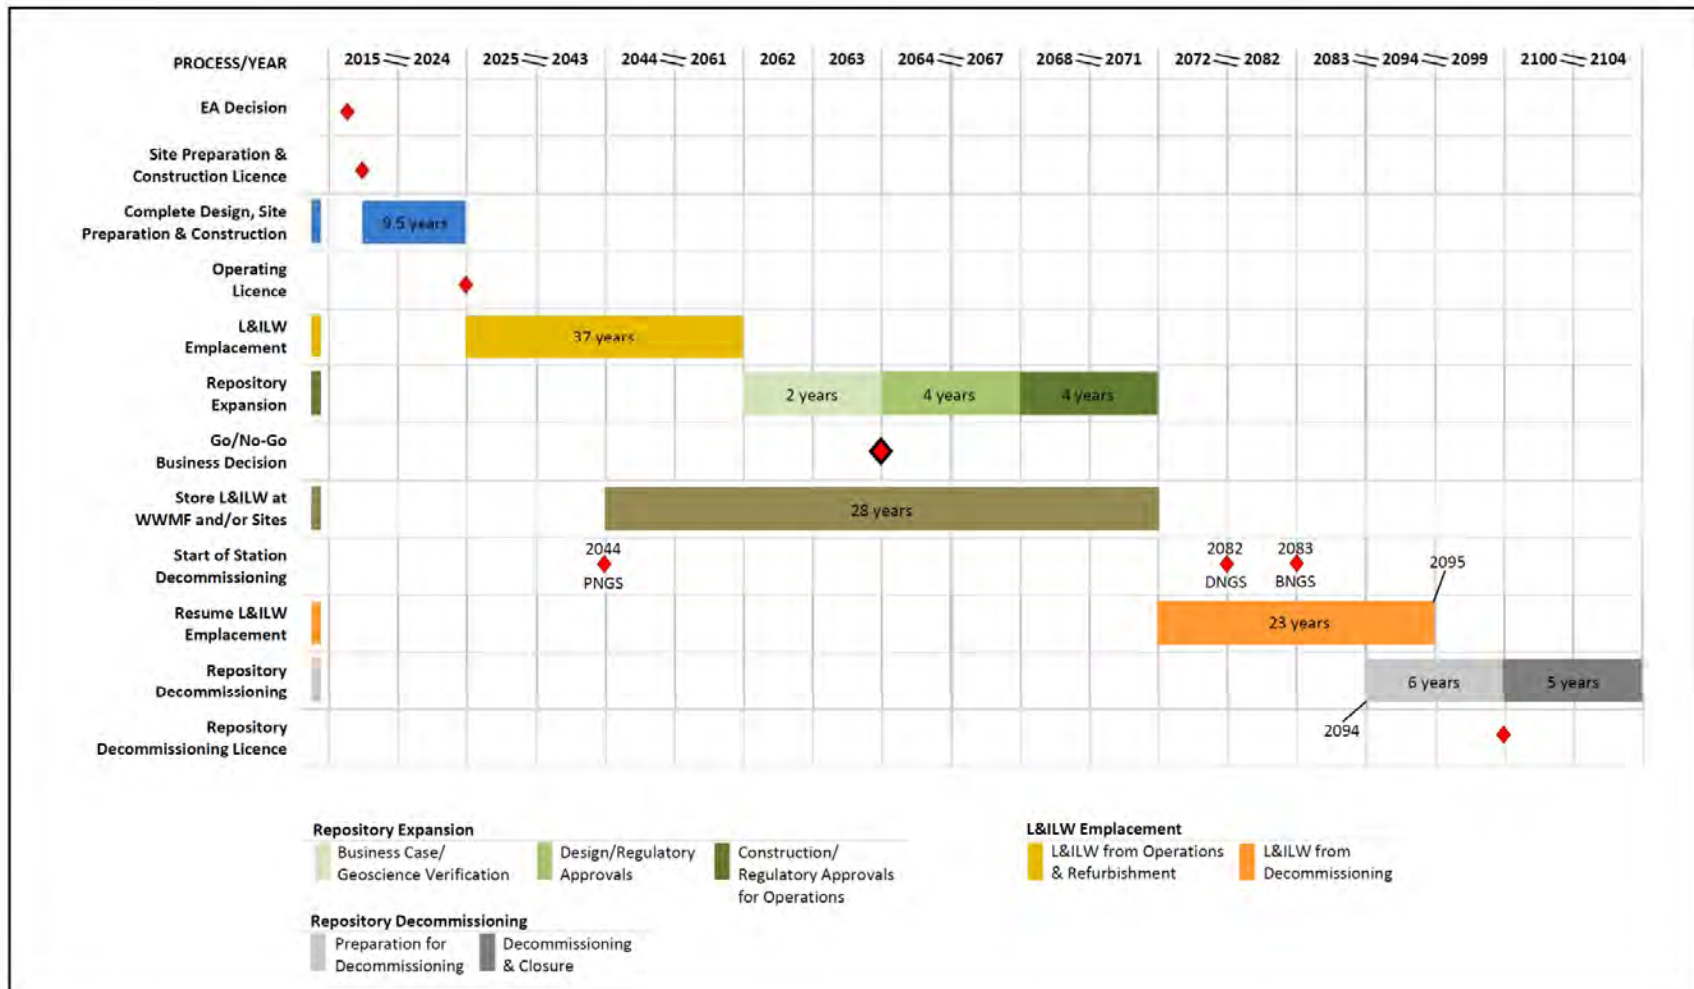 PROCESS/YEAR 2015 2024 2025 2043 2044 2061 2062 2063 2064 2067 2068 2071 2072 2082 2083 2094 2099 2100 2104
EA Decision
Site Preparation &
Construction Licence
Complete Design, Site
Preparation & Construction
9.5 years
Operating
Licence
L&ILW
Emplacement
37 years
Repository
Expansion
2 years 4 years 4 years
Go/No-Go
Business Decision
Store L&ILW at
WWMF and/or Sites
28 years
Start of Station
Decommissioning
2044
PNGS
2082
DNGS
2083
BNGS
2095
Resume L&ILW
Emplacement
23 years
Repository
Decommissioning
6 years 5 years
2094
Repository
Decommissioning Licence
Repository Expansion
Business Case/
Geoscience Verification
Design/Regulatory
Approvals
Construction/
Regulatory Approvals
for Operations
L&ILW Emplacement
L&ILW from Operations
& Refurbishment
L&ILW from
Decommissioning
Repository Decommissioning
Preparation for
Decommissioning
Decommissioning
& Closure